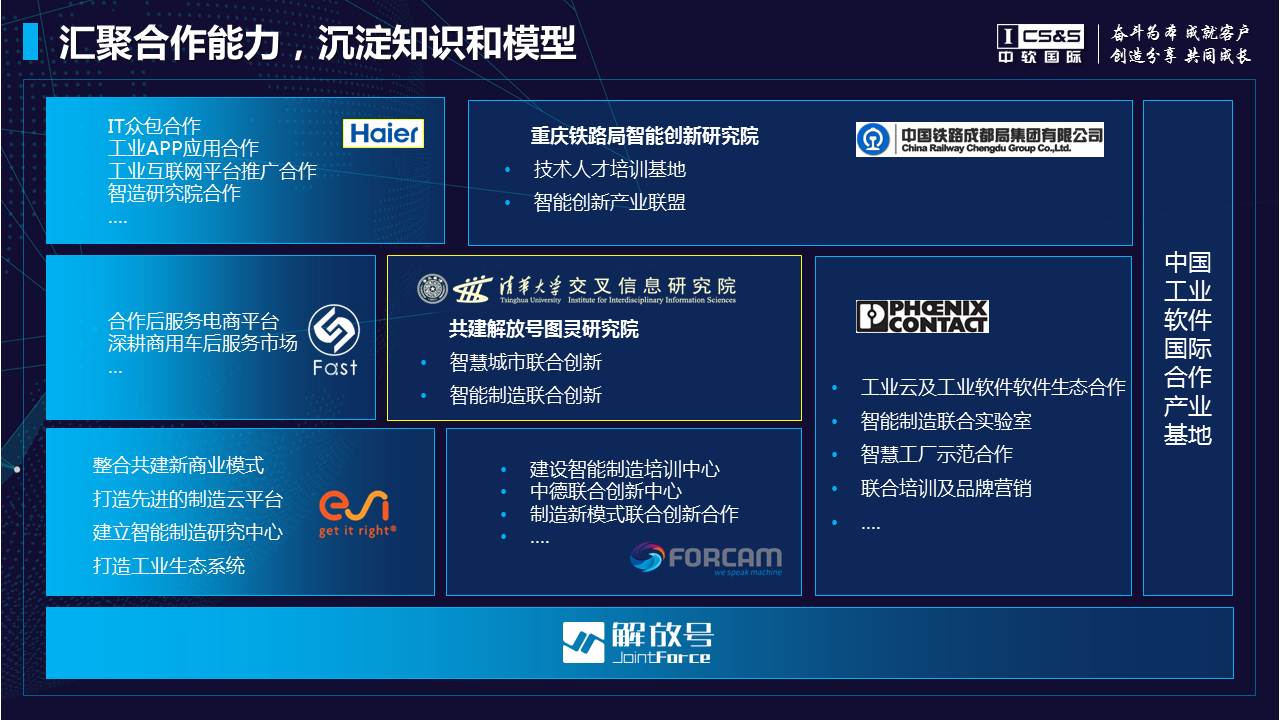 汇聚合作能力，沉淀知识和模型
iCS&S
中软国际
奋斗为本 成就客户
创造分享 共同成长
IT众包合作
工业APP应用合作
工业互联网平台推广合作
智造研究院合作
....
Haier
重庆铁路局智能创新研究院
• 技术人才培训基地
• 智能创新产业联盟
中国铁路成都局集团有限公司
China Railway Chengdu Group Co.,Ltd.
合作后服务电商平台
深耕商用车后服务市场
...
Fast
清华大学 交叉信息研究院
Tsinghua University Institute for Interdisciplinary Information Sciences
共建解放号图灵研究院
• 智慧城市联合创新
• 智能制造联合创新
PHŒNIX
CONTACT
• 工业云及工业软件软件生态合作
• 智能制造联合实验室
• 智慧工厂示范合作
• 联合培训及品牌营销
• ....
整合共建新商业模式
打造先进的制造云平台
建立智能制造研究中心
打造工业生态系统
esi
get it right®
• 建设智能制造培训中心
• 中德联合创新中心
• 制造新模式联合创新合作
• ....
FORCAM
we speak machine
中国
工业
软件
国际
合作
产业
基地
解放号
JointForce